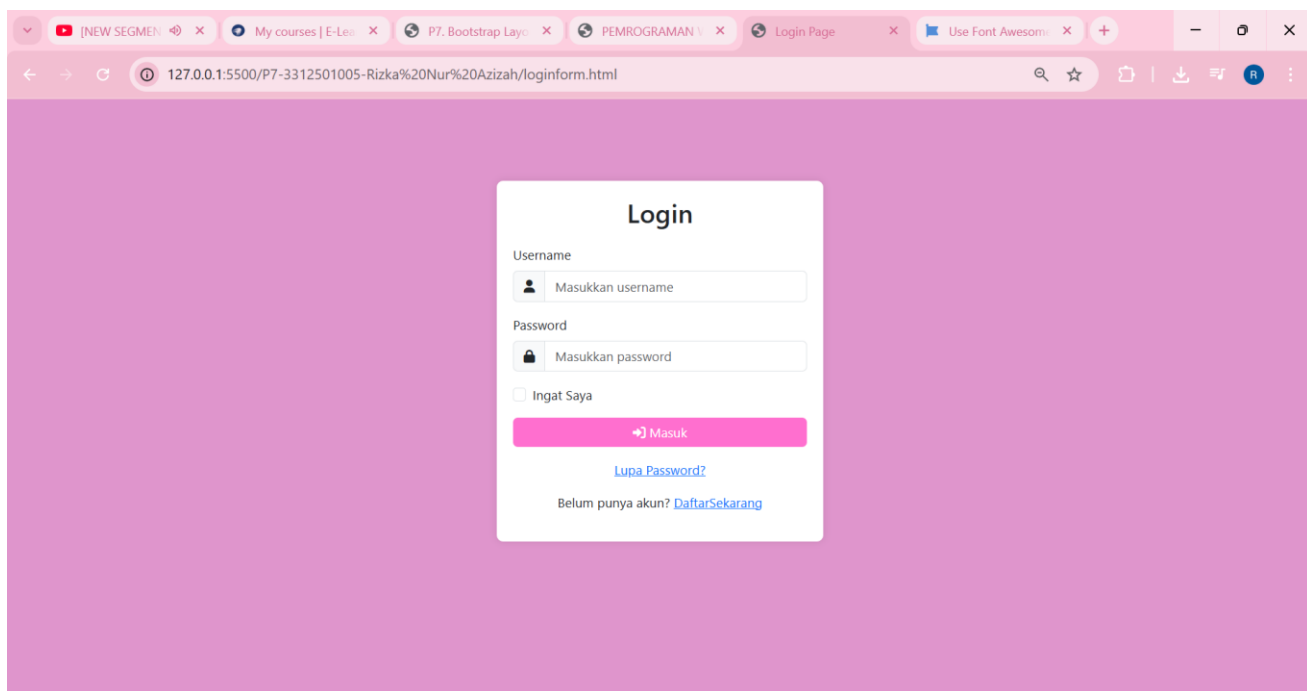 [NEW SEGMEN
My courses | E-Lea
P7. Bootstrap Layo
PEMROGRAMAN
Login Page
Use Font Awesom
127.0.0.1:5500/P7-3312501005-Rizka%20Nur%20Azizah/loginform.html
R
Login
Username
Masukkan username
Password
Masukkan password
Ingat Saya
Masuk
Lupa Password?
Belum punya akun? DaftarSekarang